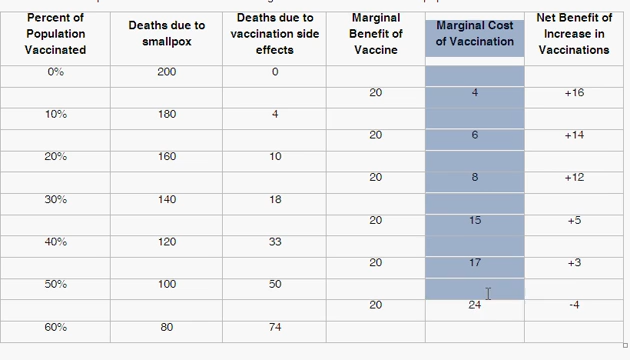 Percent of Population Vaccinated | Deaths due to smallpox | Deaths due to vaccination side effects | Marginal Benefit of Vaccine | Marginal Cost of Vaccination | Net Benefit of Increase in Vaccinations
0% 200 0
20 4 +16
10% 180 4
20 6 +14
20% 160 10
20 8 +12
30% 140 18
20 15 +5
40% 120 33
20 17 +3
50% 100 50
20 24 -4
60% 80 74